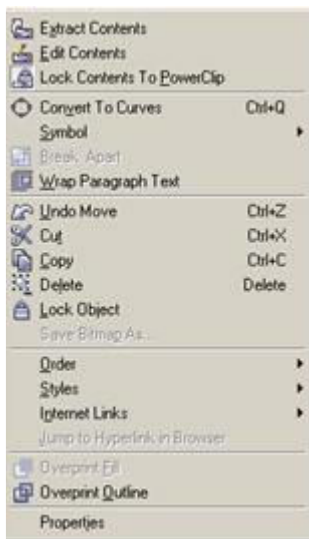 Extract Contents
Edit Contents
Lock Contents To PowerClip
Convert To Curves Ctrl+Q
Symbol
Break Apart
Wrap Paragraph Text
Undo Move Ctrl+Z
Cut Ctrl+X
Copy Ctrl+C
Delete Delete
Lock Object
Save Bitmap As...
Order
Styles
Internet Links
Jump to Hyperlink in Browser
Overprint Fill
Overprint Outline
Properties